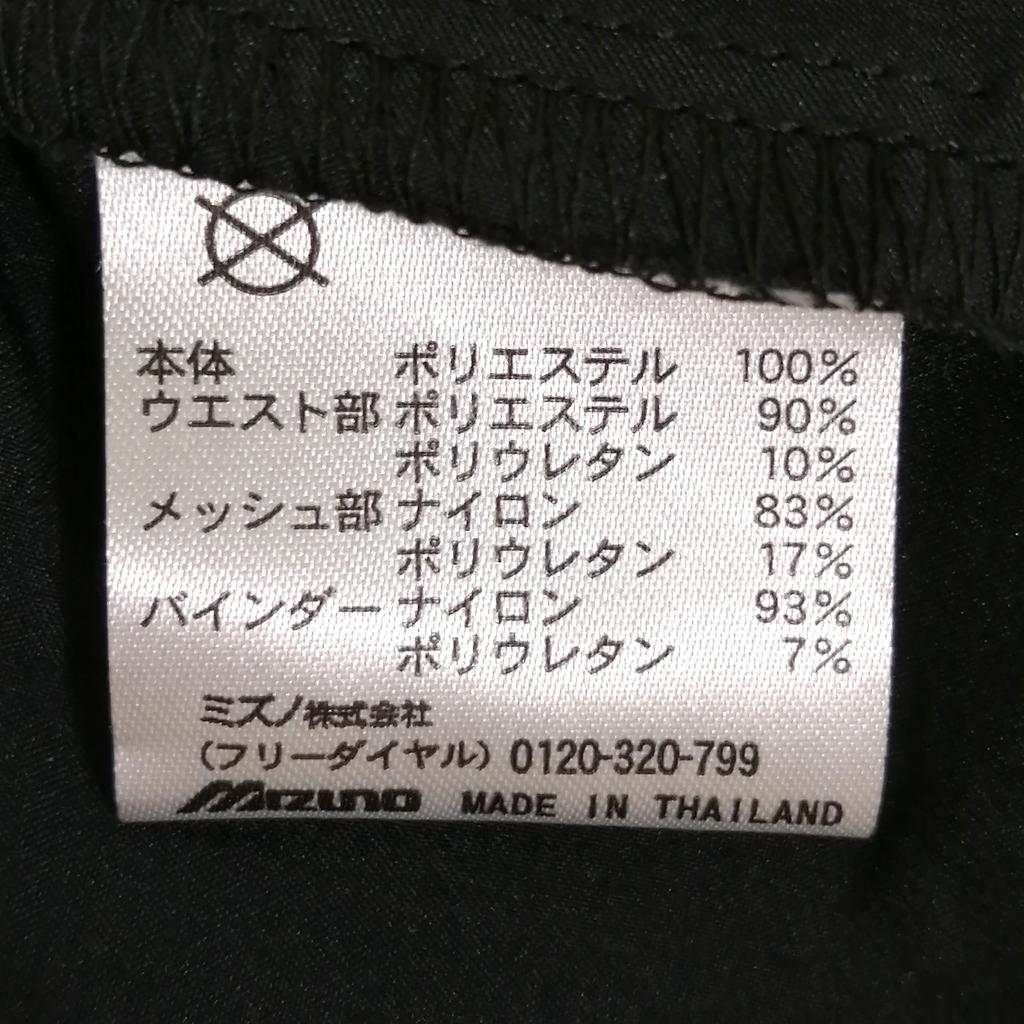 本体 ポリエステル 100%
ウエスト部 ポリエステル 90%
ポリウレタン 10%
メッシュ部 ナイロン 83%
ポリウレタン 17%
バインダー ナイロン 93%
ポリウレタン 7%
ミズノ株式会社
(フリーダイヤル) 0120-320-799
MIZUNO MADE IN THAILAND